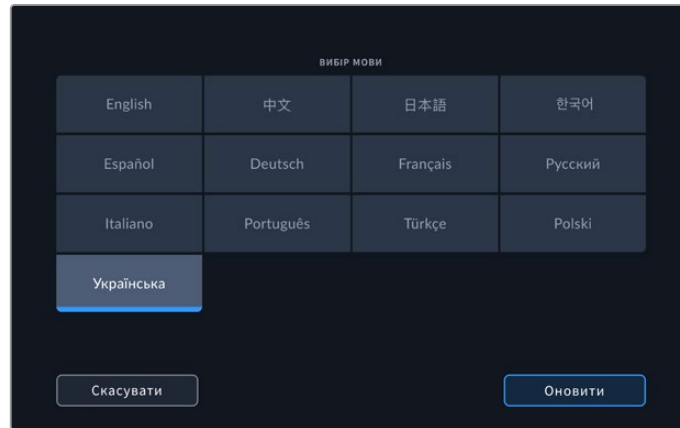 ВИБІР МОВИ
English 中文 日本語 한국어
Español Deutsch Français Русский
Italiano Português Türkçe Polski
Українська
Скасувати Оновити